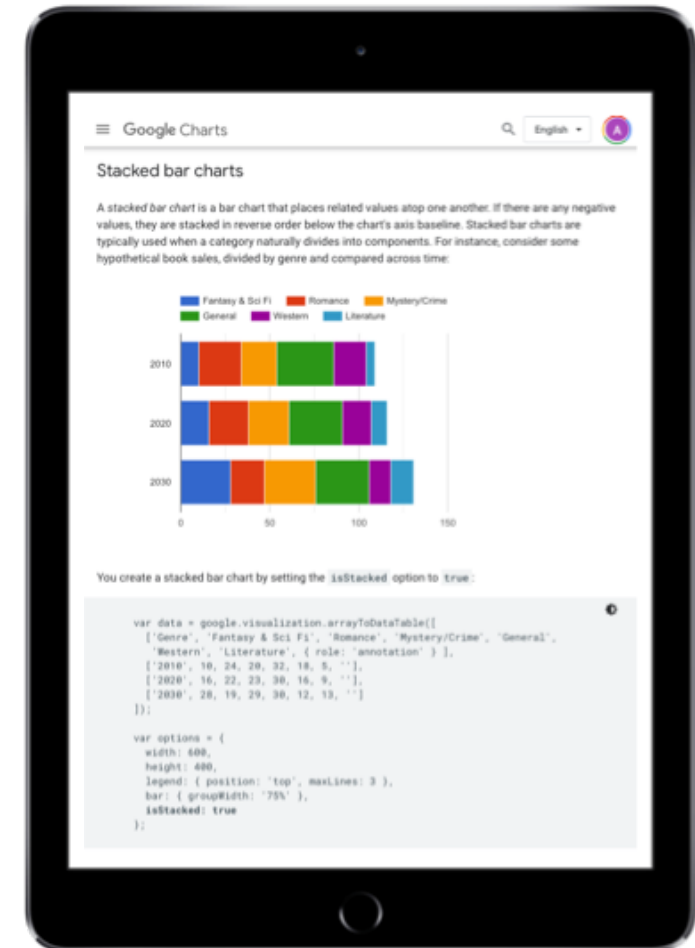 Google Charts
English
A
Stacked bar charts
A stacked bar chart is a bar chart that places related values atop one another. If there are any negative
values, they are stacked in reverse order below the chart's axis baseline. Stacked bar charts are
typically used when a category naturally divides into components. For instance, consider some
hypothetical book sales, divided by genre and compared across time:
Fantasy & Sci Fi Romance Mystery/Crime
General Western Literature
2010
2020
2030
0 50 100 150
You create a stacked bar chart by setting the isStacked option to true:
var data = google.visualization.arrayToDataTable([
['Genre', 'Fantasy & Sci Fi', 'Romance', 'Mystery/Crime', 'General',
'Western', 'Literature', { role: 'annotation' } ],
['2010', 10, 24, 20, 32, 18, 5, ''],
['2020', 16, 22, 23, 30, 16, 9, ''],
['2030', 28, 19, 29, 30, 12, 13, '']
]);
var options = {
width: 600,
height: 400,
legend: { position: 'top', maxLines: 3 },
bar: { groupWidth: '75%' },
isStacked: true
};